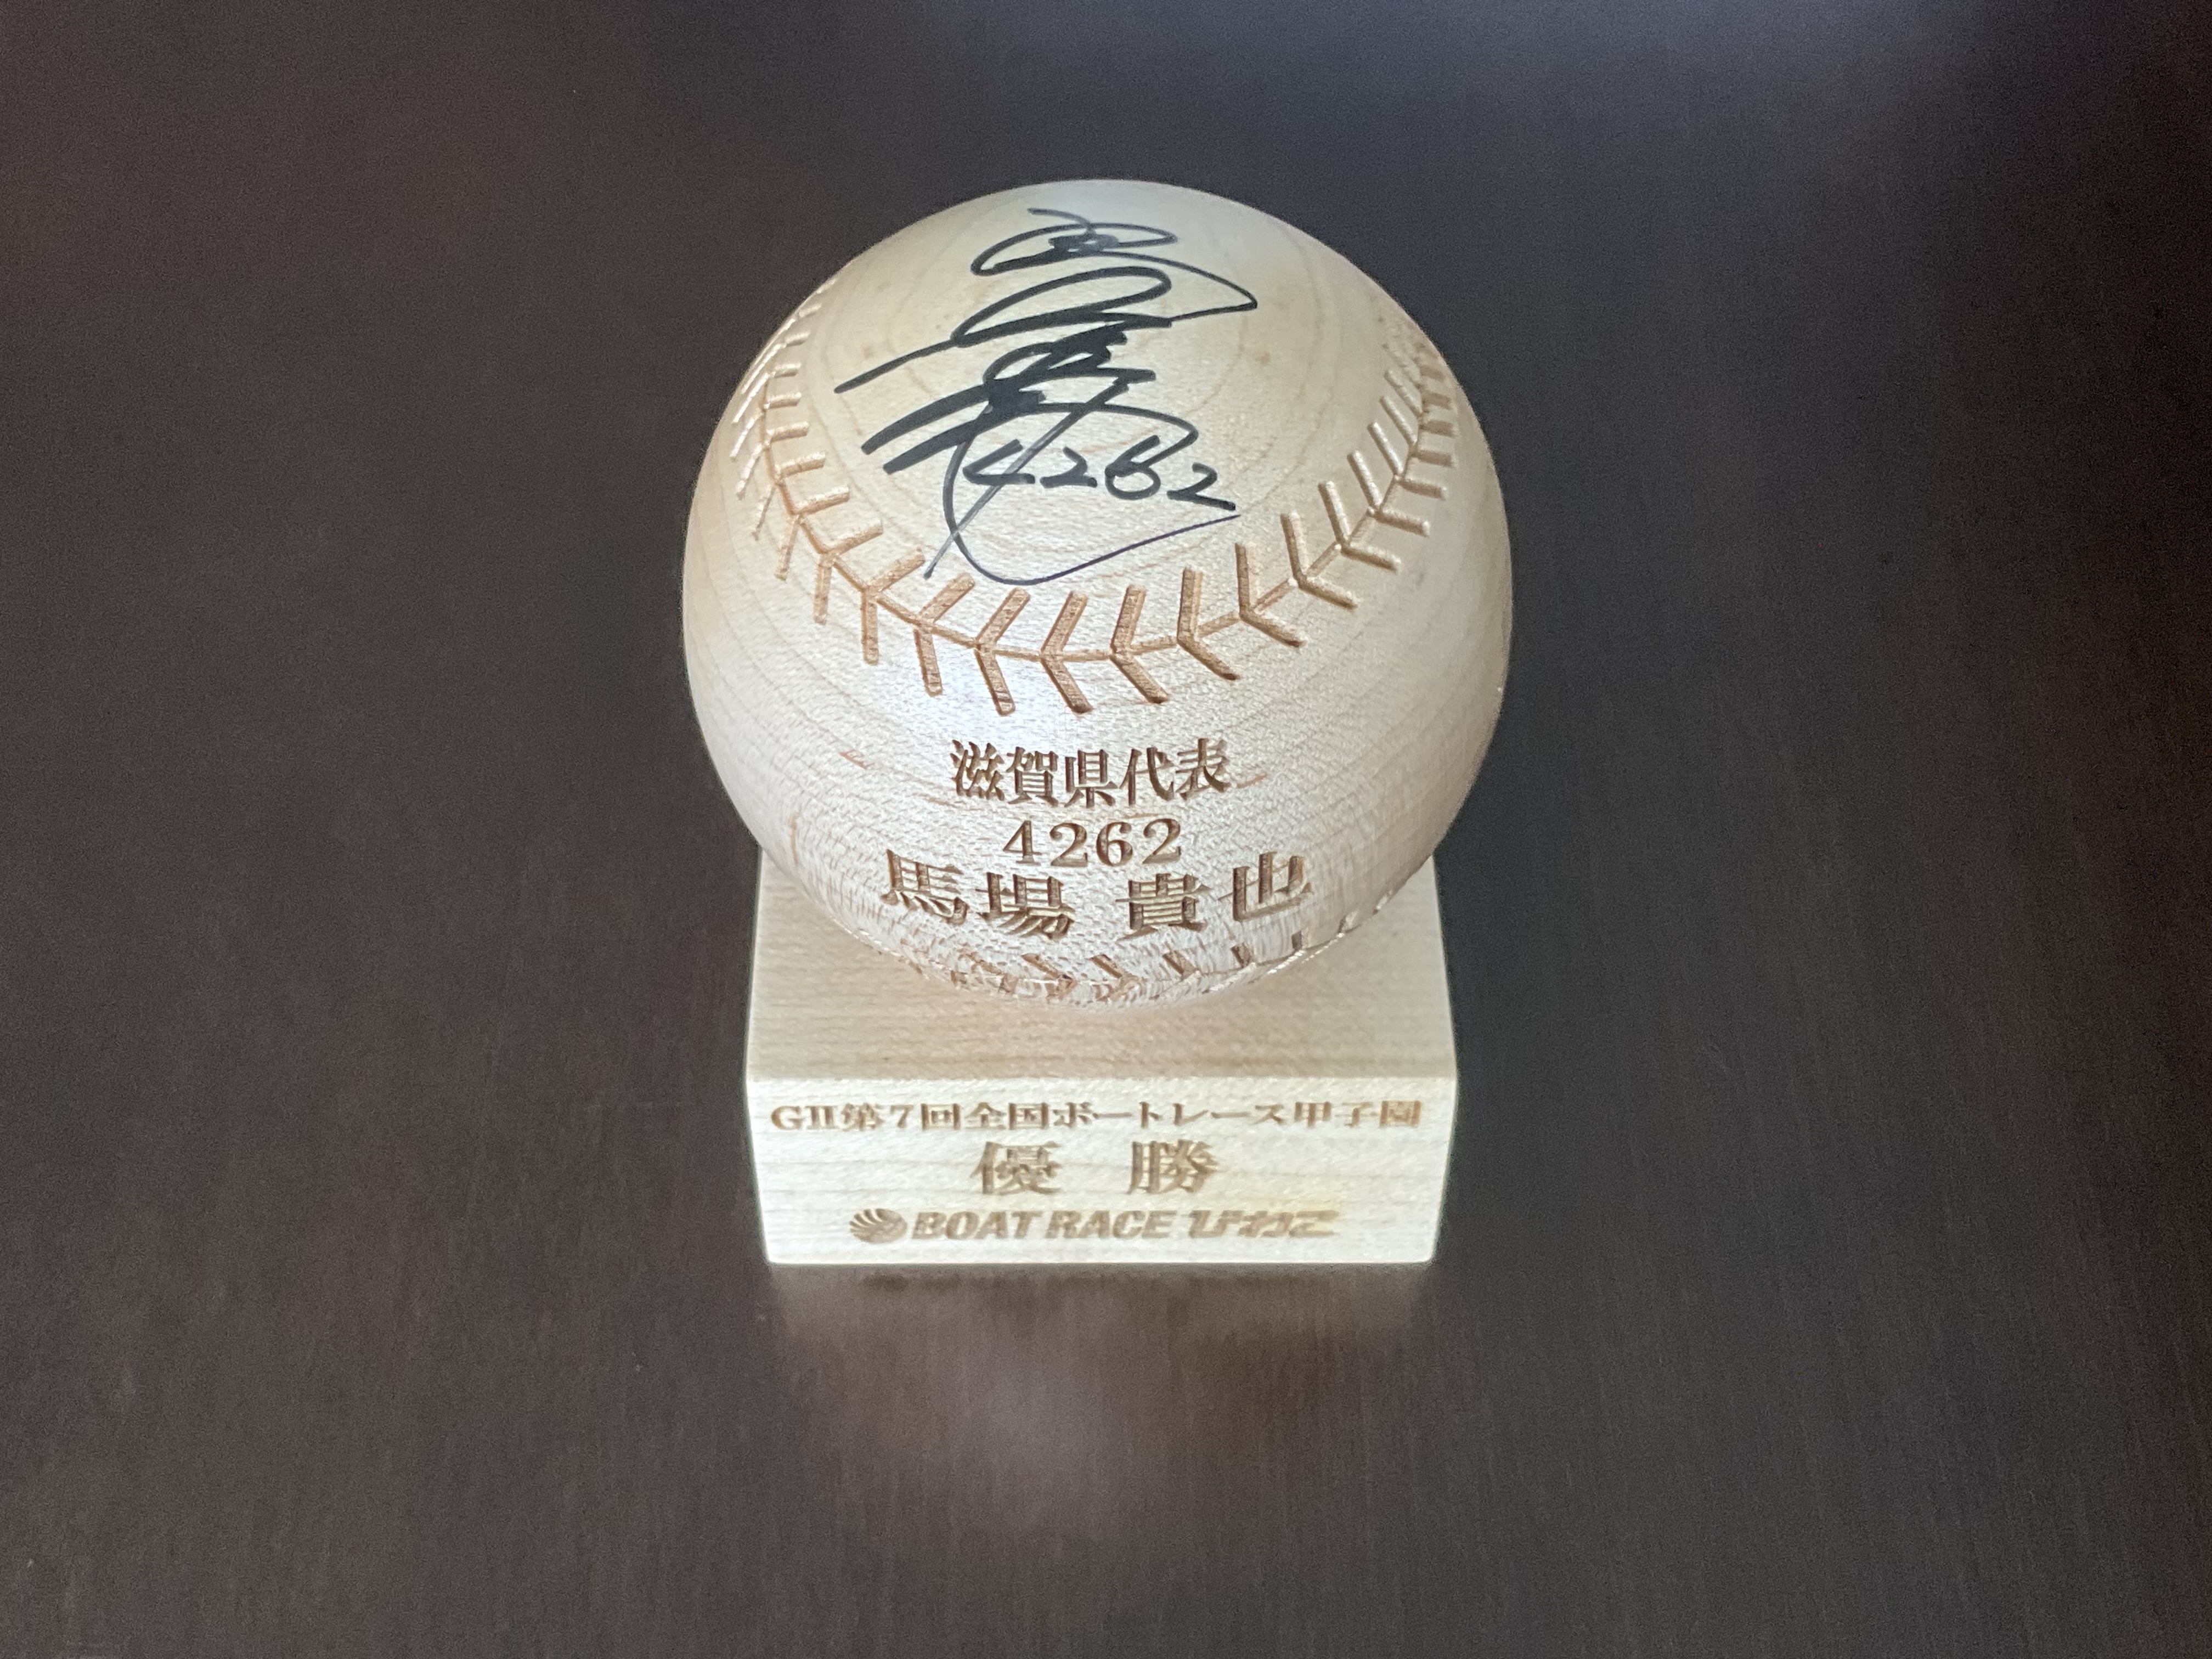 4262
滋賀県代表
4262
馬場 貴也
GII第7回全国ボートレース甲子園
優 勝
BOAT RACE びわこ